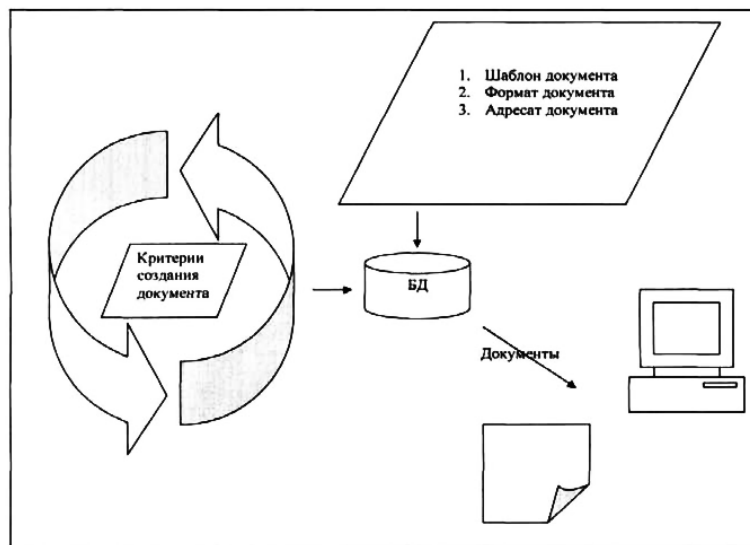 1. Шаблон документа
2. Формат документа
3. Адресат документа
Критерии
создания
документа
БД
Документы